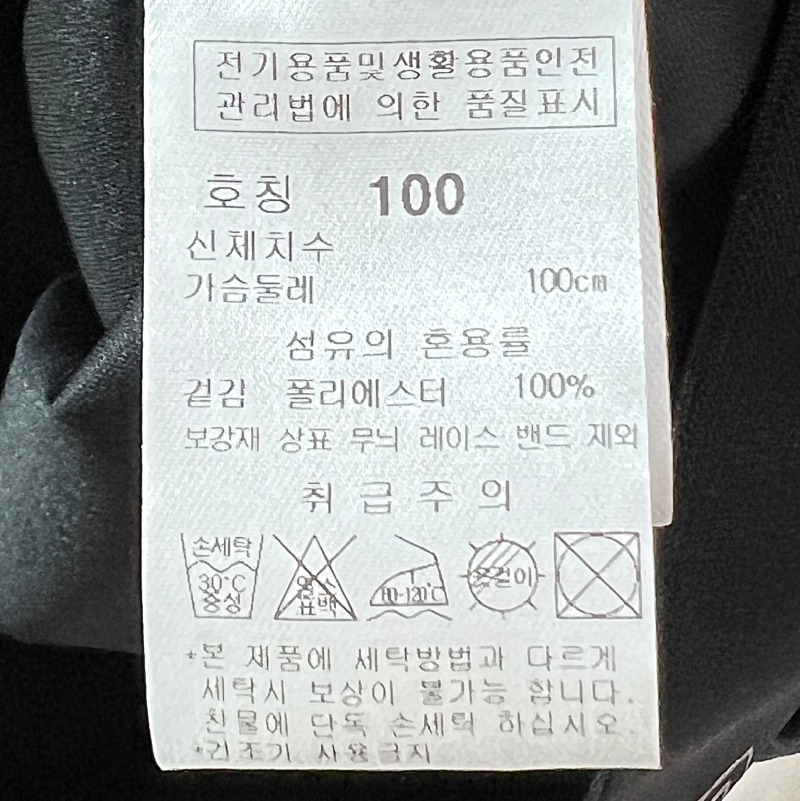 전기용품및생활용품안전
관리법에 의한 품질표시
호칭 100
신체치수
가슴둘레 100cm
섬유의 혼용률
겉감 폴리에스터 100%
보강재 상표 무늬 레이스 밴드 제외
취급주의
손세탁
30°C
중성
염소
표백
80-120°C
옷걸이
*본 제품에 세탁방법과 다르게
세탁시 보상이 불가능 합니다.
찬물에 단독 손세탁 하십시오.
*건조기 사용금지